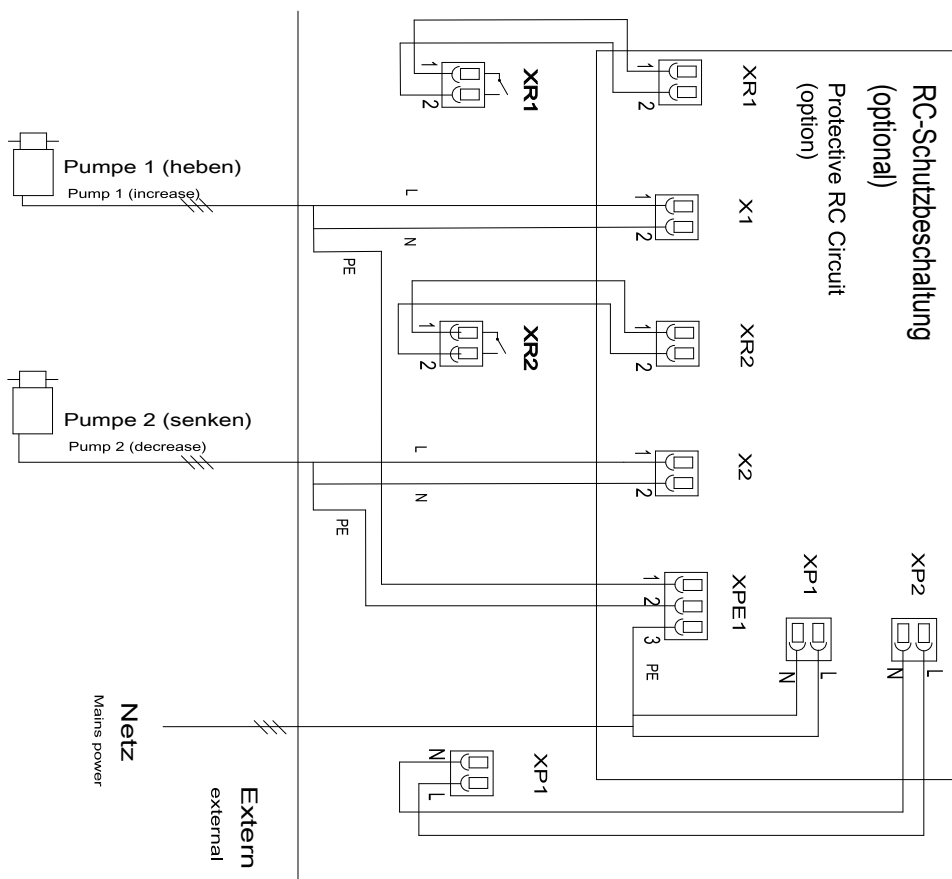 RC-Schutzbeschaltung
(optional)
Protective RC Circuit
(option)
XR1
1
2
XR1
1
2
Pumpe 1 (heben)
Pump 1 (increase)
L
N
PE
X1
1
2
XR2
1
2
XR2
1
2
Pumpe 2 (senken)
Pump 2 (decrease)
L
N
PE
X2
1
2
XPE1
1
2
3
PE
XP1
N
L
XP2
N
L
Netz
Mains power
XP1
N
L
Extern
external